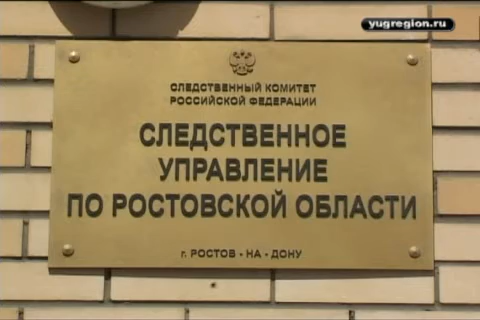 yugregion.ru
СЛЕДСТВЕННЫЙ КОМИТЕТ
РОССИЙСКОЙ ФЕДЕРАЦИИ
СЛЕДСТВЕННОЕ
УПРАВЛЕНИЕ
ПО РОСТОВСКОЙ ОБЛАСТИ
г. РОСТОВ - НА - ДОНУ